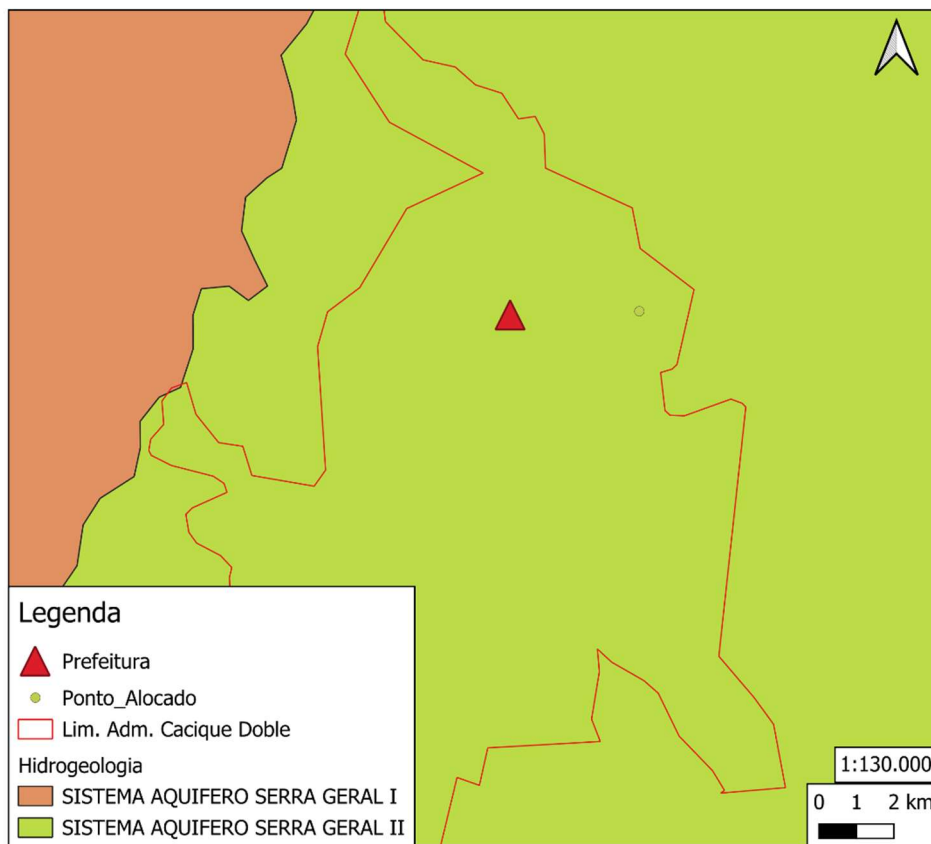 Legenda
Prefeitura
Ponto_Alocado
Lim. Adm. Cacique Doble
Hidrogeologia
SISTEMA AQUIFERO SERRA GERAL I
SISTEMA AQUIFERO SERRA GERAL II
1:130.000
0 1 2 km